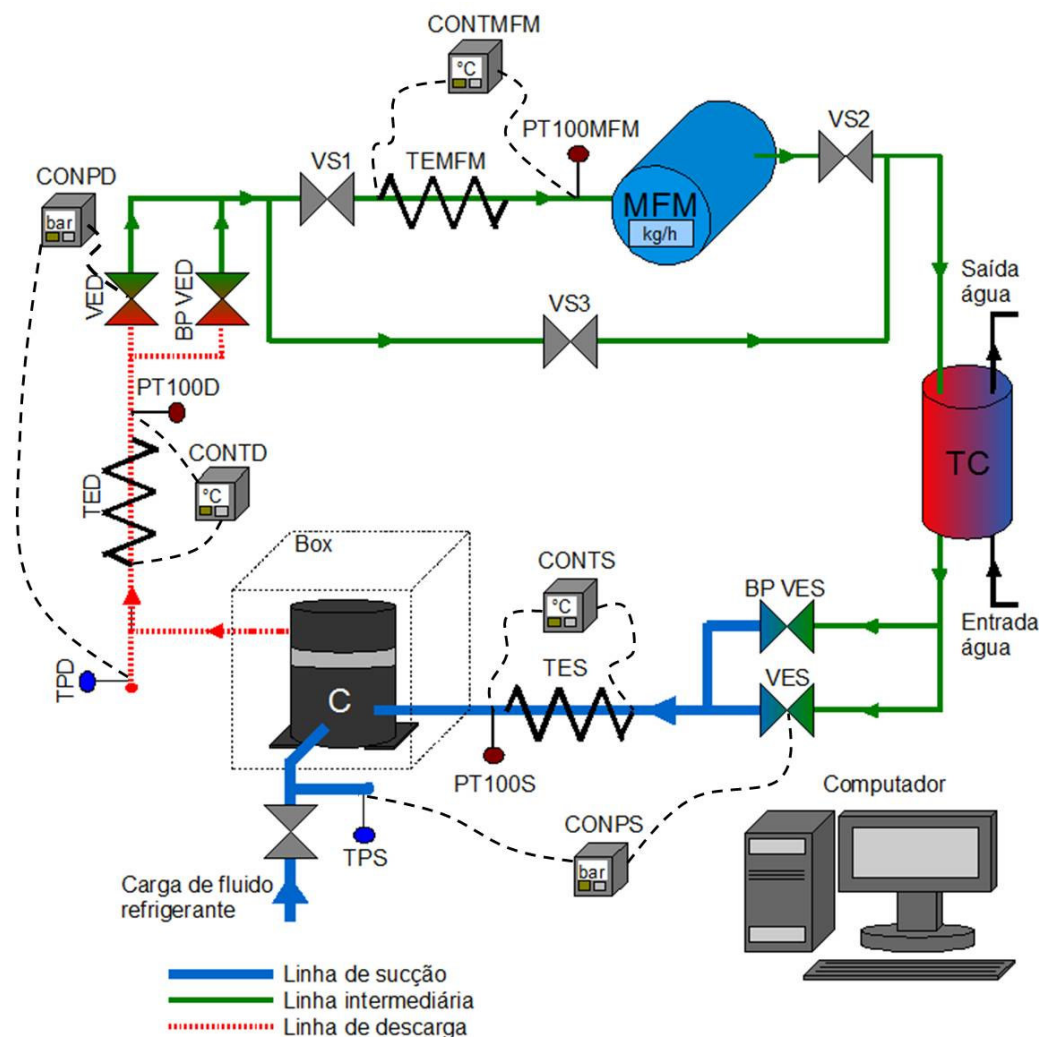 CONTMFM
°C
PT100MFM
VS2
VS1
TEMFM
CONPD
bar
MFM
kg/h
VED
BP VED
VS3
Saída
água
PT100D
CONTD
°C
TED
TC
Box
CONTS
°C
BP VES
Entrada
água
TES
VES
TPD
C
PT100S
Computador
CONPS
TPS
bar
Carga de fluido
refrigerante
Linha de sucção
Linha intermediária
Linha de descarga